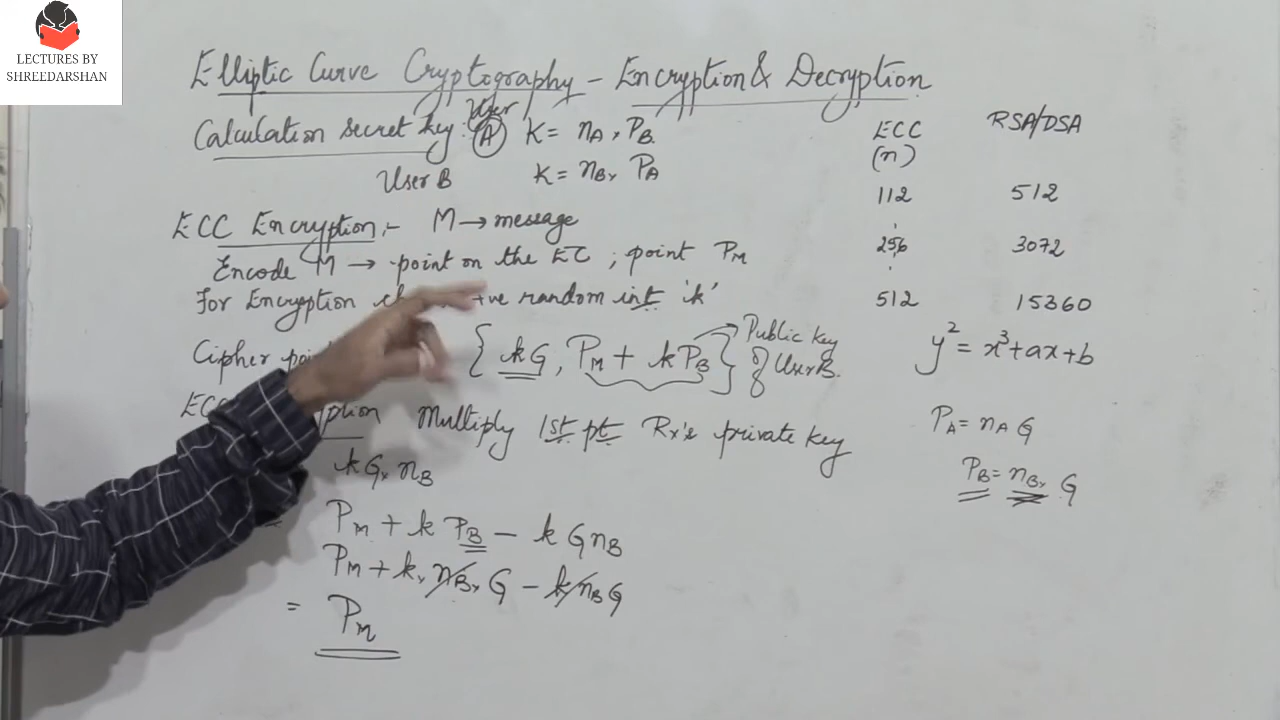 LECTURES BY
SHREEDARSHAN
Elliptic Curve Cryptography - Encryption & Decryption
Calculation secret key: User A K = nA × PB
User B K = nB × PA
ECC Encryption :- M → message
Encode M → point on the EC ; point PM
For Encryption +ve random int 'k'
Cipher { kG, PM + kPB } → Public key of User B.
ECC Multiply 1st pt Rx's private key
kG × nB
PM + k PB - k G nB
PM + k × nB × G - k nB G
= PM
ECC (n) RSA/DSA
112 512
256 3072
512 15360
y² = x³ + ax + b
PA = nA G
PB = nB × G